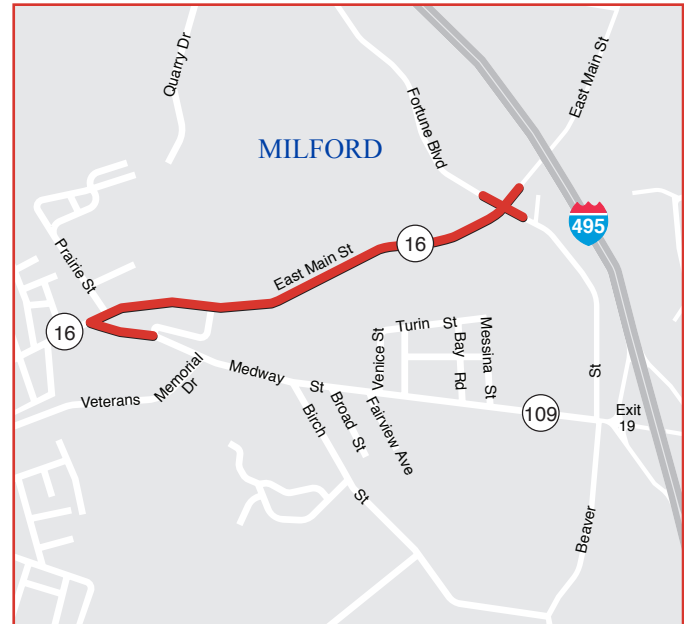 Quarry Dr
East Main St
Fortune Blvd
MILFORD
495
16
Prairie St
East Main St
16
Turin St
Venice St
Bay Rd
Messina St
St
Memorial Dr
Medway St
Veterans
Birch St
Broad St
Fairview Ave
109
Exit
19
Beaver